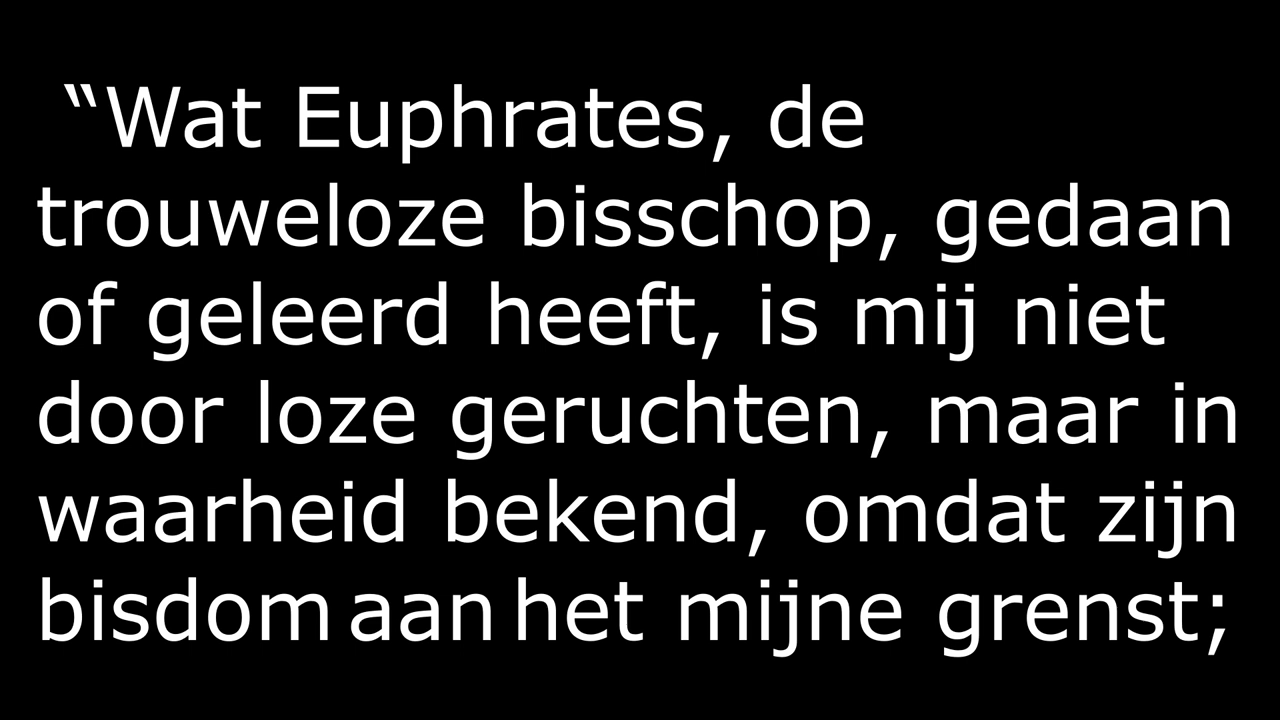 “Wat Euphrates, de
trouweloze bisschop, gedaan
of geleerd heeft, is mij niet
door loze geruchten, maar in
waarheid bekend, omdat zijn
bisdom aan het mijne grenst;